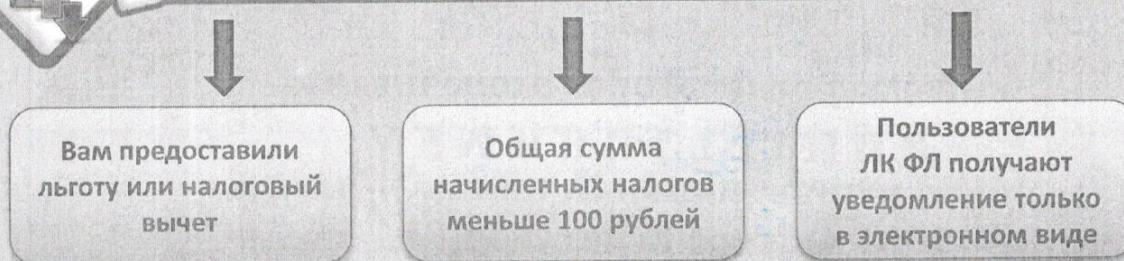 Вам предоставили
льготу или налоговый
вычет
Общая сумма
начисленных налогов
меньше 100 рублей
Пользователи
ЛК ФЛ получают
уведомление только
в электронном виде